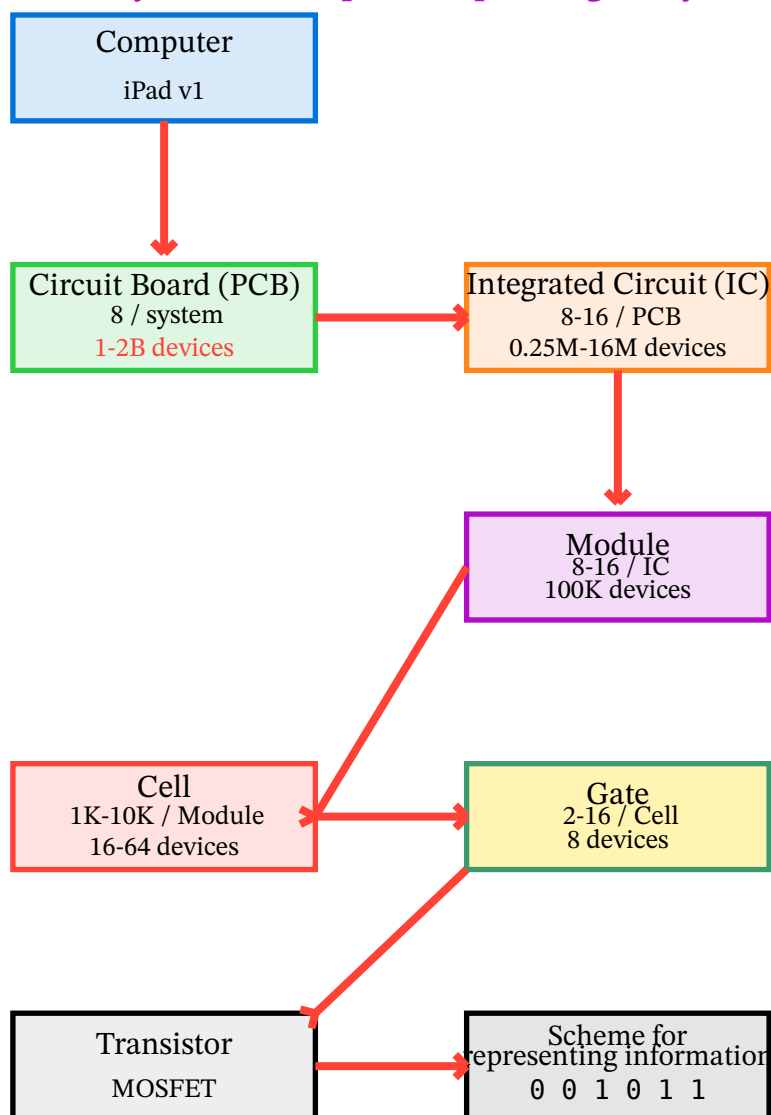 Computer
iPad v1
Circuit Board (PCB)
8 / system
1-2B devices
Integrated Circuit (IC)
8-16 / PCB
0.25M-16M devices
Module
8-16 / IC
100K devices
Cell
1K-10K / Module
16-64 devices
Gate
2-16 / Cell
8 devices
Transistor
MOSFET
Scheme for
representing information
0 0 1 0 1 1